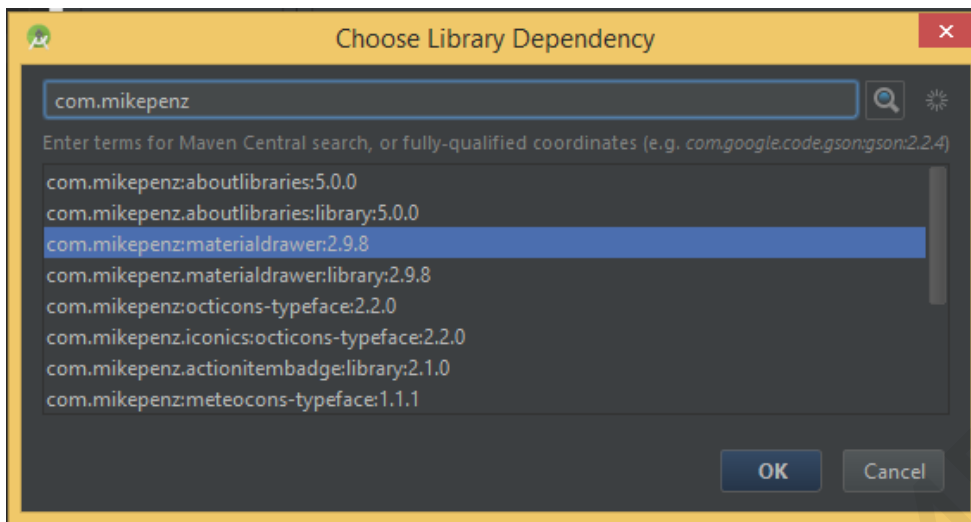 Choose Library Dependency
com.mikepenz
Enter terms for Maven Central search, or fully-qualified coordinates (e.g. com.google.code.gson:gson:2.2.4)
com.mikepenz:aboutlibraries:5.0.0
com.mikepenz.aboutlibraries:library:5.0.0
com.mikepenz:materialdrawer:2.9.8
com.mikepenz.materialdrawer:library:2.9.8
com.mikepenz:octicons-typeface:2.2.0
com.mikepenz.iconics:octicons-typeface:2.2.0
com.mikepenz.actionitembadge:library:2.1.0
com.mikepenz:meteocons-typeface:1.1.1
OK Cancel